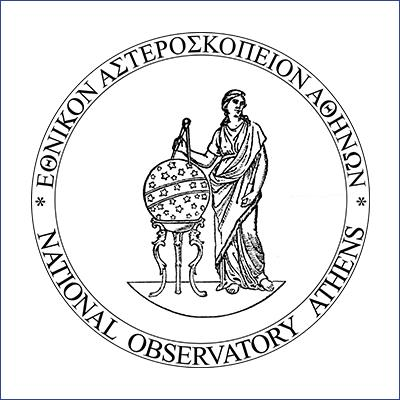 * ΕΘΝΙΚΟΝ ΑΣΤΕΡΟΣΚΟΠΕΙΟΝ ΑΘΗΝΩΝ *
NATIONAL OBSERVATORY ATHENS